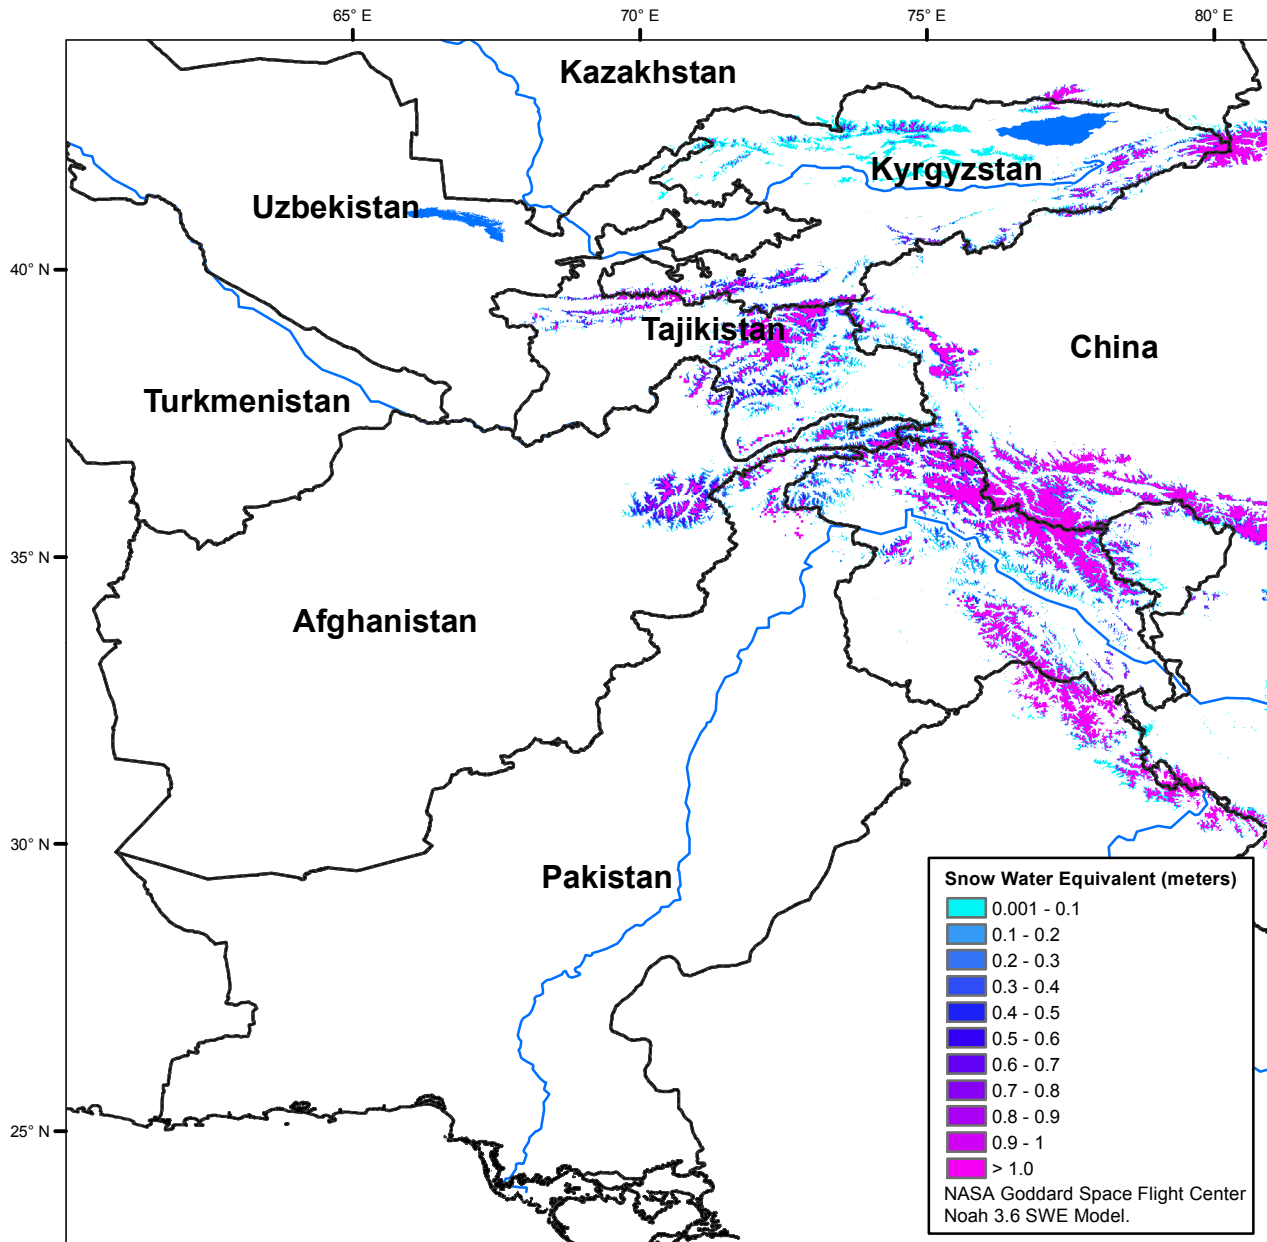 65° E
70° E
75° E
80° E
Kazakhstan
Kyrgyzstan
Uzbekistan
40° N
Tajikistan
China
Turkmenistan
35° N
Afghanistan
30° N
Pakistan
25° N
Snow Water Equivalent (meters)
0.001 - 0.1
0.1 - 0.2
0.2 - 0.3
0.3 - 0.4
0.4 - 0.5
0.5 - 0.6
0.6 - 0.7
0.7 - 0.8
0.8 - 0.9
0.9 - 1
> 1.0
NASA Goddard Space Flight Center
Noah 3.6 SWE Model.